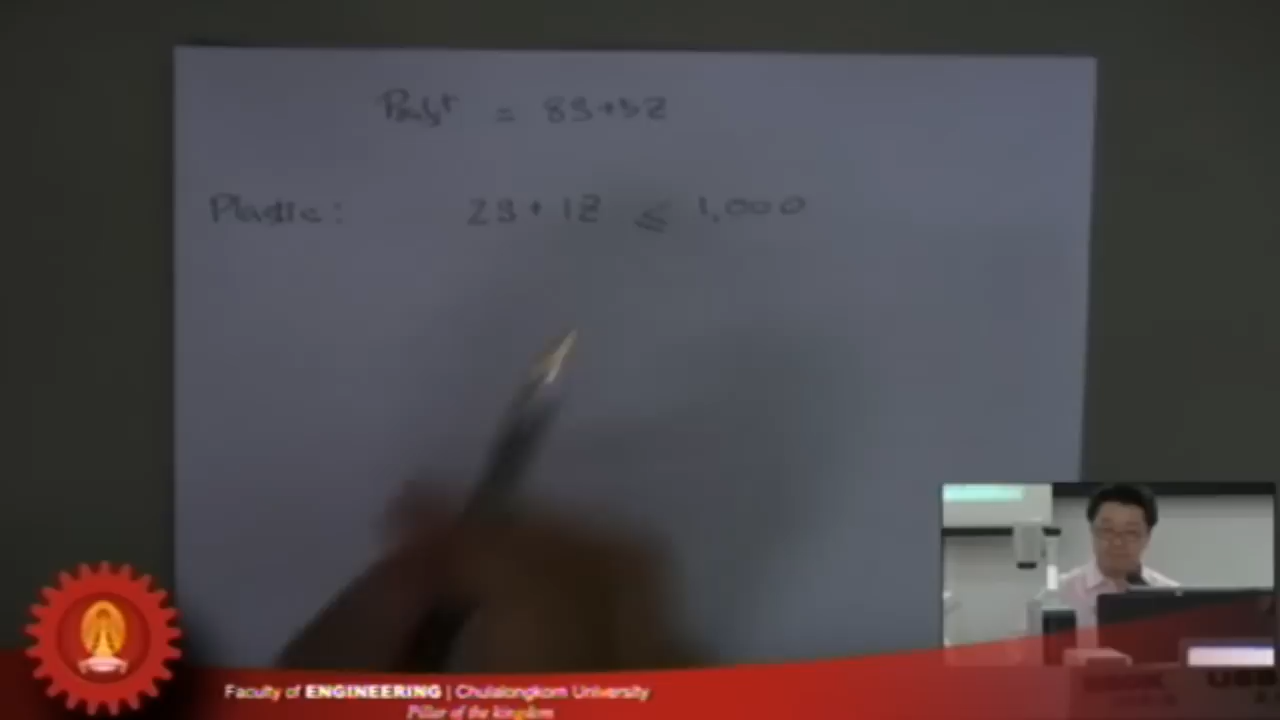 Profit = 8S+5Z
Plastic: 2S + 1Z ≤ 1,000
Faculty of ENGINEERING | Chulalongkorn University
Pillar of the kingdom